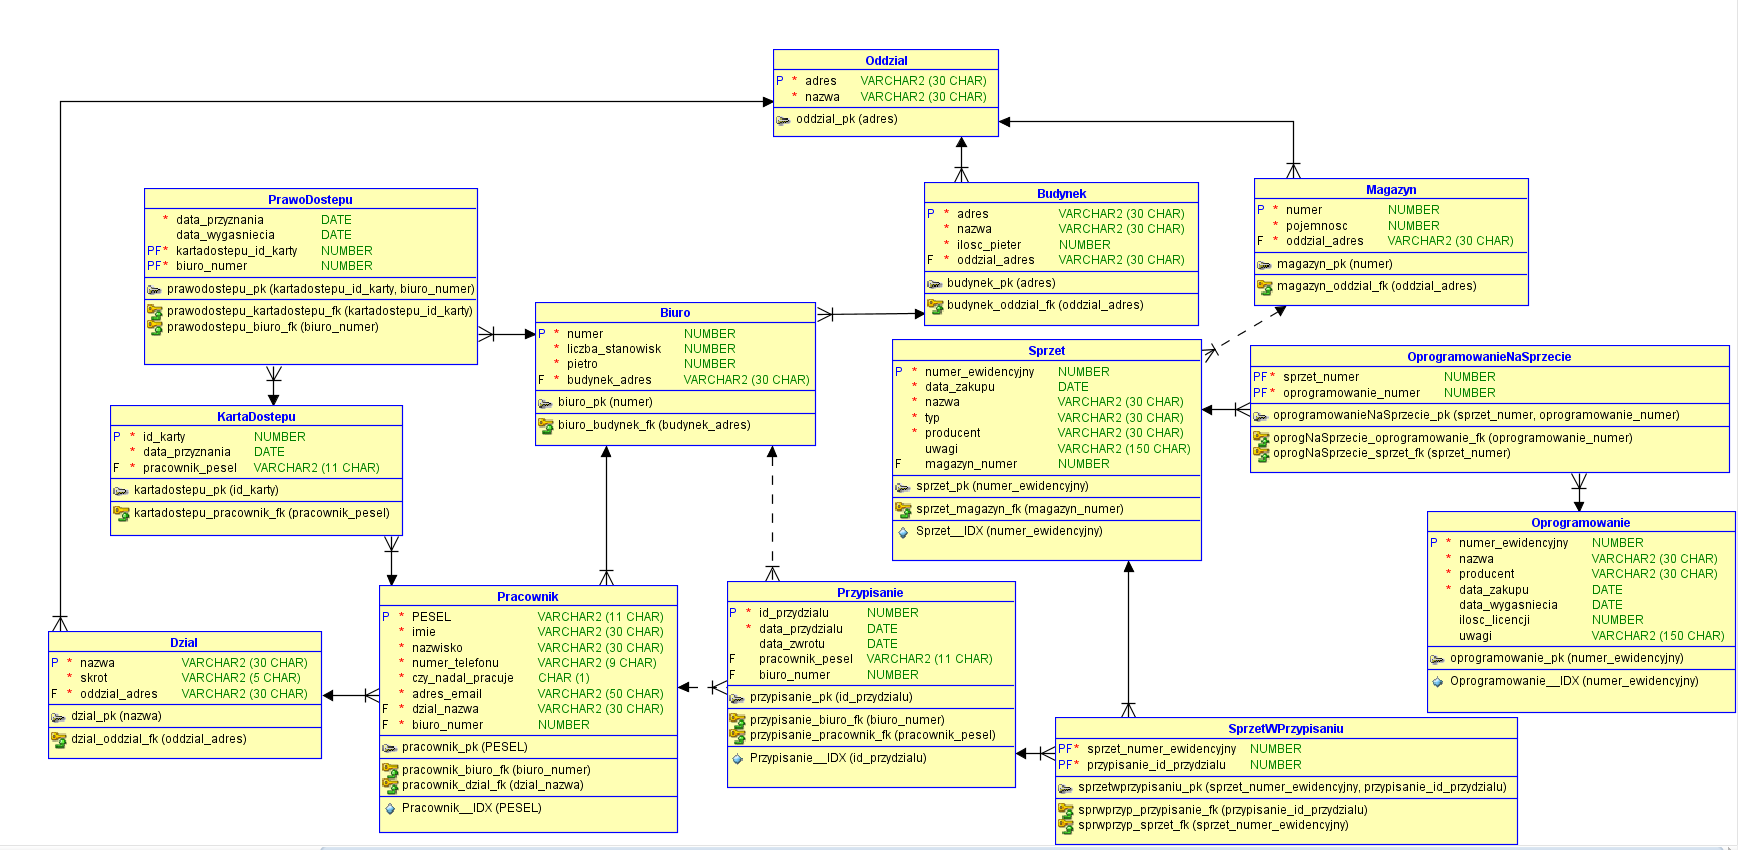 Oddzial
P * adres VARCHAR2 (30 CHAR)
* nazwa VARCHAR2 (30 CHAR)
oddzial_pk (adres)
PrawoDostepu
* data_przyznania DATE
data_wygasniecia DATE
PF* kartadostepu_id_karty NUMBER
PF* biuro_numer NUMBER
prawodostepu_pk (kartadostepu_id_karty, biuro_numer)
prawodostepu_kartadostepu_fk (kartadostepu_id_karty)
prawodostepu_biuro_fk (biuro_numer)
Budynek
P * adres VARCHAR2 (30 CHAR)
* nazwa VARCHAR2 (30 CHAR)
* ilosc_pieter NUMBER
F * oddzial_adres VARCHAR2 (30 CHAR)
budynek_pk (adres)
budynek_oddzial_fk (oddzial_adres)
Magazyn
P * numer NUMBER
* pojemnosc NUMBER
F * oddzial_adres VARCHAR2 (30 CHAR)
magazyn_pk (numer)
magazyn_oddzial_fk (oddzial_adres)
Biuro
P * numer NUMBER
* liczba_stanowisk NUMBER
* pietro NUMBER
F * budynek_adres VARCHAR2 (30 CHAR)
biuro_pk (numer)
biuro_budynek_fk (budynek_adres)
Sprzet
P * numer_ewidencyjny NUMBER
* data_zakupu DATE
* nazwa VARCHAR2 (30 CHAR)
* typ VARCHAR2 (30 CHAR)
* producent VARCHAR2 (30 CHAR)
uwagi VARCHAR2 (150 CHAR)
F magazyn_numer NUMBER
sprzet_pk (numer_ewidencyjny)
sprzet_magazyn_fk (magazyn_numer)
Sprzet__IDX (numer_ewidencyjny)
OprogramowanieNaSprzecie
PF* sprzet_numer NUMBER
PF* oprogramowanie_numer NUMBER
oprogramowanieNaSprzecie_pk (sprzet_numer, oprogramowanie_numer)
oprogNaSprzecie_oprogramowanie_fk (oprogramowanie_numer)
oprogNaSprzecie_sprzet_fk (sprzet_numer)
KartaDostepu
P * id_karty NUMBER
* data_przyznania DATE
F * pracownik_pesel VARCHAR2 (11 CHAR)
kartadostepu_pk (id_karty)
kartadostepu_pracownik_fk (pracownik_pesel)
Oprogramowanie
P * numer_ewidencyjny NUMBER
* nazwa VARCHAR2 (30 CHAR)
* producent VARCHAR2 (30 CHAR)
* data_zakupu DATE
data_wygasniecia DATE
ilosc_licencji NUMBER
uwagi VARCHAR2 (150 CHAR)
oprogramowanie_pk (numer_ewidencyjny)
Oprogramowanie__IDX (numer_ewidencyjny)
Dzial
P * nazwa VARCHAR2 (30 CHAR)
* skrot VARCHAR2 (5 CHAR)
F * oddzial_adres VARCHAR2 (30 CHAR)
dzial_pk (nazwa)
dzial_oddzial_fk (oddzial_adres)
Pracownik
P * PESEL VARCHAR2 (11 CHAR)
* imie VARCHAR2 (30 CHAR)
* nazwisko VARCHAR2 (30 CHAR)
* numer_telefonu VARCHAR2 (9 CHAR)
* czy_nadal_pracuje CHAR (1)
* adres_email VARCHAR2 (50 CHAR)
F * dzial_nazwa VARCHAR2 (30 CHAR)
F * biuro_numer NUMBER
pracownik_pk (PESEL)
pracownik_biuro_fk (biuro_numer)
pracownik_dzial_fk (dzial_nazwa)
Pracownik__IDX (PESEL)
Przypisanie
P * id_przydzialu NUMBER
* data_przydzialu DATE
data_zwrotu DATE
F pracownik_pesel VARCHAR2 (11 CHAR)
F biuro_numer NUMBER
przypisanie_pk (id_przydzialu)
przypisanie_biuro_fk (biuro_numer)
przypisanie_pracownik_fk (pracownik_pesel)
Przypisanie__IDX (id_przydzialu)
SprzetWPrzypisaniu
PF* sprzet_numer_ewidencyjny NUMBER
PF* przypisanie_id_przydzialu NUMBER
sprzetwprzypisaniu_pk (sprzet_numer_ewidencyjny, przypisanie_id_przydzialu)
sprwprzyp_przypisanie_fk (przypisanie_id_przydzialu)
sprwprzyp_sprzet_fk (sprzet_numer_ewidencyjny)